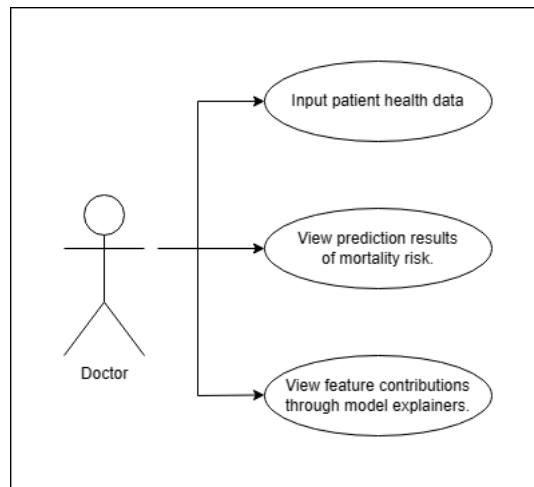 Input patient health data
View prediction results
of mortality risk.
Doctor
View feature contributions
through model explainers.